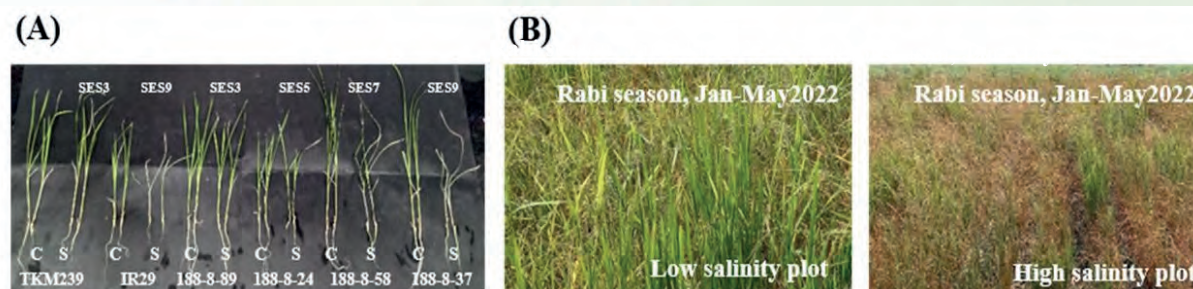 (A)
(B)
SES3 SES9 SES3 SES5 SES7 SES9
C S C S C S C S C S C S
TKM239 IR29 188-8-89 188-8-24 188-8-58 188-8-37
Rabi season, Jan-May2022
Low salinity plot
Rabi season, Jan-May2022
High salinity plot